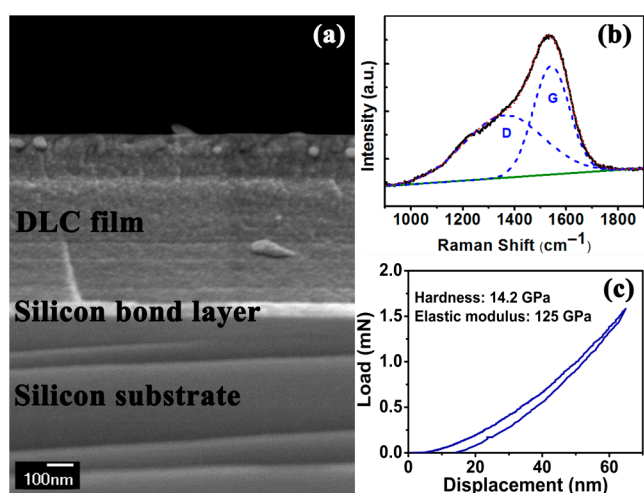 (a)
DLC film
Silicon bond layer
Silicon substrate
100nm
(b)
Intensity (a.u.)
D
G
1000 1200 1400 1600 1800
Raman Shift (cm⁻¹)
(c)
Hardness: 14.2 GPa
Elastic modulus: 125 GPa
Load (mN)
2.0
1.5
1.0
0.5
0.0
0 20 40 60
Displacement (nm)